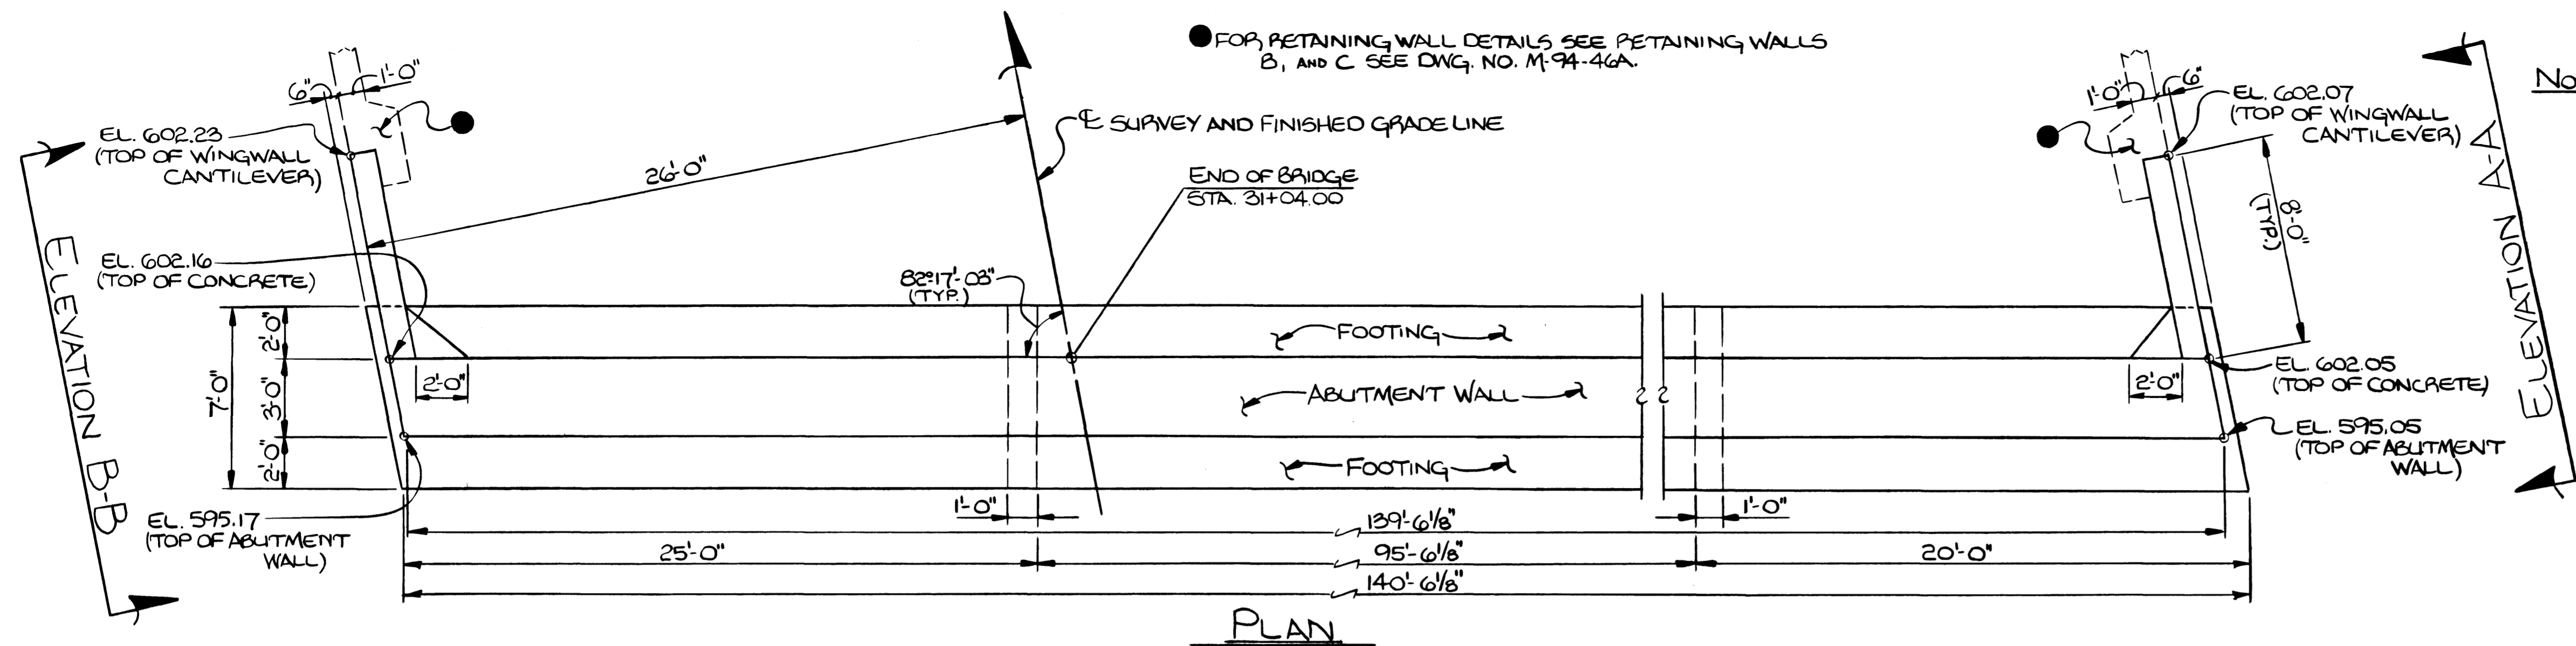 ● FOR RETAINING WALL DETAILS SEE RETAINING WALLS
B, AND C SEE DWG. NO. M-94-46A.
NO
6"
1'-0"
1'-0"
6"
EL. 602.23
(TOP OF WINGWALL
CANTILEVER)
EL. 602.07
(TOP OF WINGWALL
CANTILEVER)
℄ SURVEY AND FINISHED GRADE LINE
26'-0"
END OF BRIDGE
STA. 31+04.00
8'-0"
(TYP.)
ELEVATION B-B
ELEVATION A-A
EL. 602.16
(TOP OF CONCRETE)
82°-17'-03"
(TYP.)
7'-0"
2'-0"
3'-0"
2'-0"
FOOTING
2'-0"
ABUTMENT WALL
2'-0"
EL. 602.05
(TOP OF CONCRETE)
FOOTING
EL. 595.05
(TOP OF ABUTMENT
WALL)
EL. 595.17
(TOP OF ABUTMENT
WALL)
1'-0"
1'-0"
139'-6 1/8"
25'-0"
95'-6 1/8"
20'-0"
140'-6 1/8"
PLAN